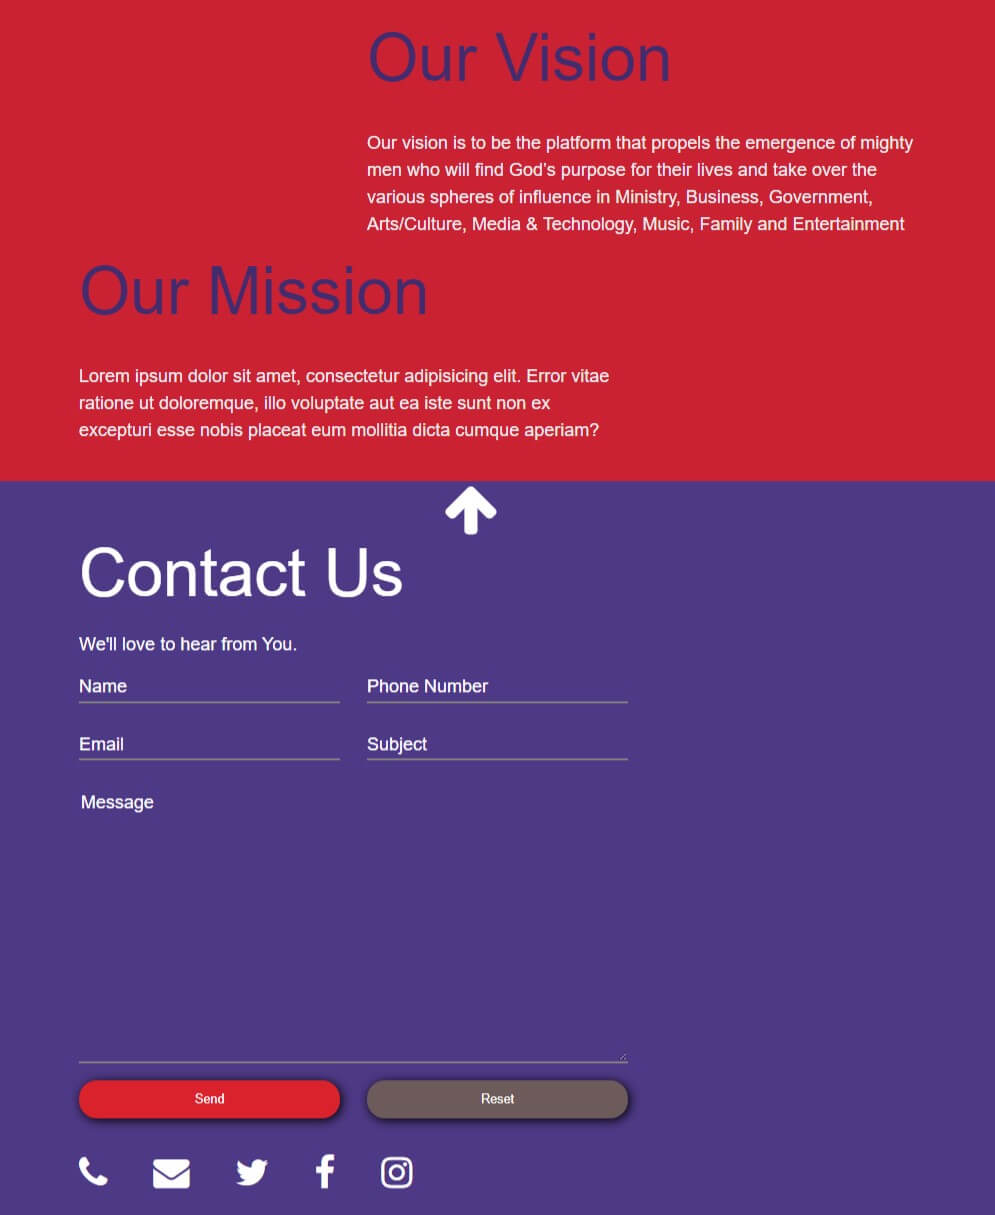 Our Vision
Our vision is to be the platform that propels the emergence of mighty
men who will find God's purpose for their lives and take over the
various spheres of influence in Ministry, Business, Government,
Arts/Culture, Media & Technology, Music, Family and Entertainment
Our Mission
Lorem ipsum dolor sit amet, consectetur adipisicing elit. Error vitae
ratione ut doloremque, illo voluptate aut ea iste sunt non ex
excepturi esse nobis placeat eum mollitia dicta cumque aperiam?
Contact Us
We'll love to hear from You.
Name
Phone Number
Email
Subject
Message
Send
Reset